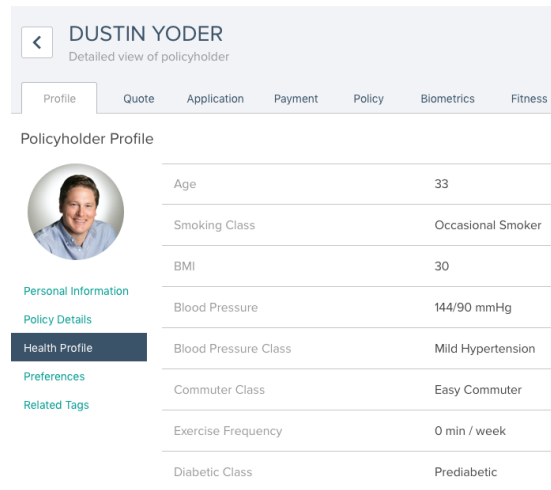 DUSTIN YODER
Detailed view of policyholder
Profile Quote Application Payment Policy Biometrics Fitness
Policyholder Profile
Age 33
Smoking Class Occasional Smoker
BMI 30
Personal Information
Blood Pressure 144/90 mmHg
Policy Details
Health Profile
Blood Pressure Class Mild Hypertension
Preferences
Commuter Class Easy Commuter
Related Tags
Exercise Frequency 0 min / week
Diabetic Class Prediabetic